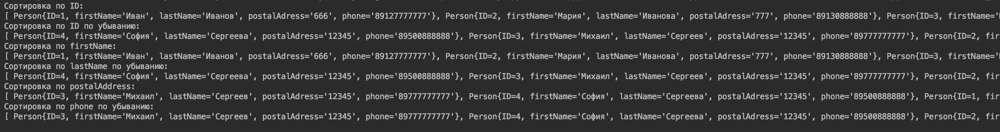 Сортировка по ID:
[ Person{ID=1, firstName='Иван', lastName='Иванов', postalAdress='666', phone='89127777777'}, Person{ID=2, firstName='Мария', lastName='Иванова', postalAdress='777', phone='89130888888'}, Person{ID=3, firstName='
Сортировка по ID по убыванию:
[ Person{ID=4, firstName='София', lastName='Сергеева', postalAdress='12345', phone='89500888888'}, Person{ID=3, firstName='Михаил', lastName='Сергеев', postalAdress='12345', phone='89777777777'}, Person{ID=2, fir
Сортировка по firstName:
[ Person{ID=1, firstName='Иван', lastName='Иванов', postalAdress='666', phone='89127777777'}, Person{ID=2, firstName='Мария', lastName='Иванова', postalAdress='777', phone='89130888888'}, Person{ID=3, firstName='
Сортировка по lastName по убыванию:
[ Person{ID=4, firstName='София', lastName='Сергеева', postalAdress='12345', phone='89500888888'}, Person{ID=3, firstName='Михаил', lastName='Сергеев', postalAdress='12345', phone='89777777777'}, Person{ID=2, fir
Сортировка по postalAddress:
[ Person{ID=3, firstName='Михаил', lastName='Сергеев', postalAdress='12345', phone='89777777777'}, Person{ID=4, firstName='София', lastName='Сергеева', postalAdress='12345', phone='89500888888'}, Person{ID=1, fir
Сортировка по phone по убыванию:
[ Person{ID=3, firstName='Михаил', lastName='Сергеев', postalAdress='12345', phone='89777777777'}, Person{ID=4, firstName='София', lastName='Сергеева', postalAdress='12345', phone='89500888888'}, Person{ID=2, fir